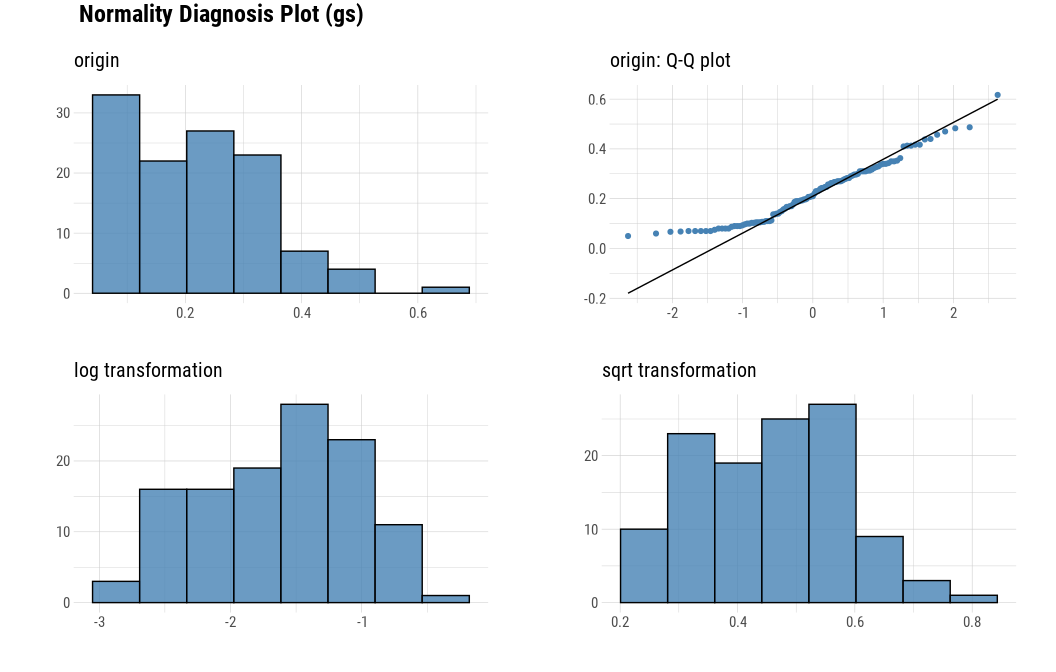 Normality Diagnosis Plot (gs)
origin
30
20
10
0
0.2 0.4 0.6
origin: Q-Q plot
0.6
0.4
0.2
0.0
-0.2
-2 -1 0 1 2
log transformation
20
10
0
-3 -2 -1
sqrt transformation
20
10
0
0.2 0.4 0.6 0.8